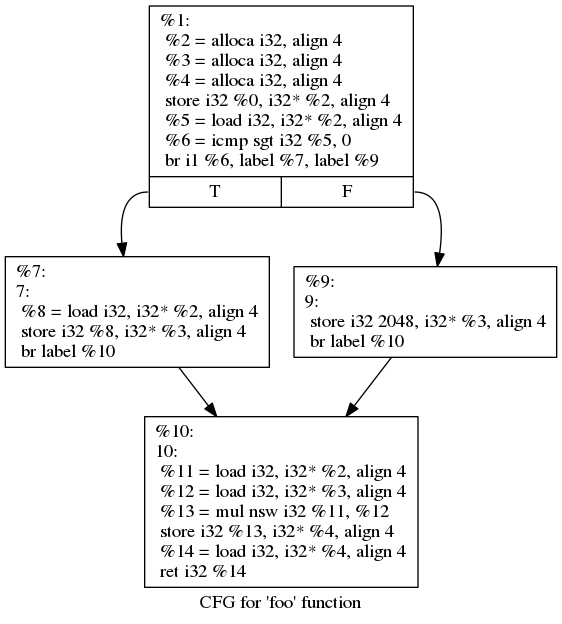 %1:
%2 = alloca i32, align 4
%3 = alloca i32, align 4
%4 = alloca i32, align 4
store i32 %0, i32* %2, align 4
%5 = load i32, i32* %2, align 4
%6 = icmp sgt i32 %5, 0
br i1 %6, label %7, label %9
T F
%7:
7:
%8 = load i32, i32* %2, align 4
store i32 %8, i32* %3, align 4
br label %10
%9:
9:
store i32 2048, i32* %3, align 4
br label %10
%10:
10:
%11 = load i32, i32* %2, align 4
%12 = load i32, i32* %3, align 4
%13 = mul nsw i32 %11, %12
store i32 %13, i32* %4, align 4
%14 = load i32, i32* %4, align 4
ret i32 %14
CFG for 'foo' function